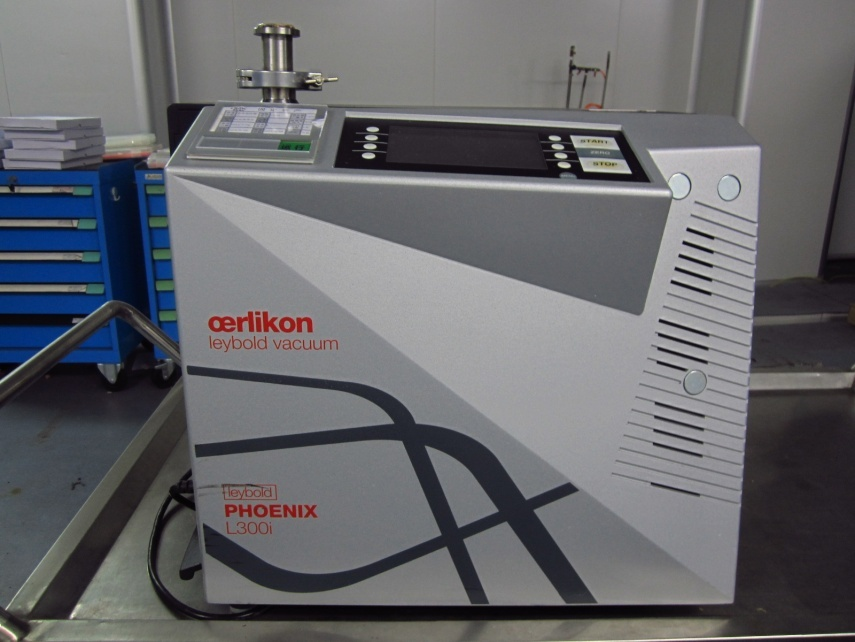 START
ZERO
STOP
œrlikon
leybold vacuum
leybold
PHOENIX
L300i